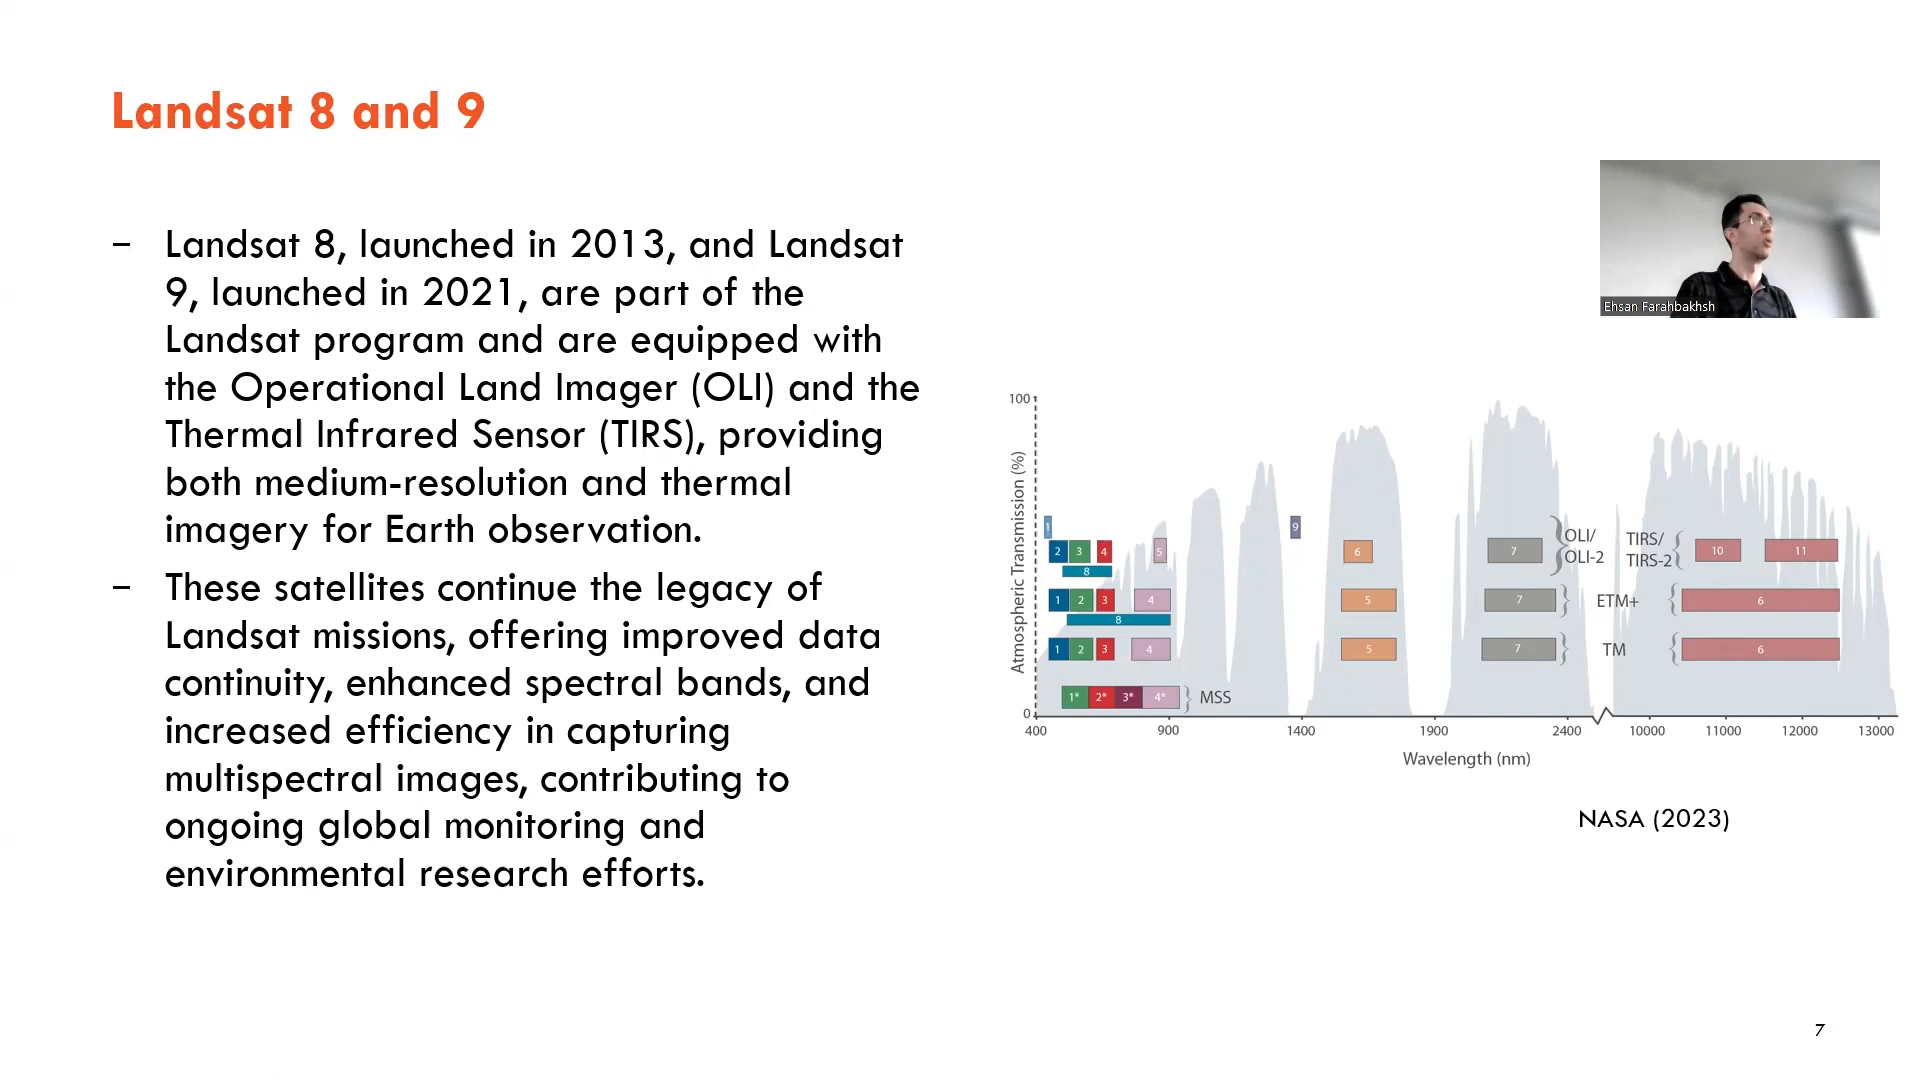 Landsat 8 and 9
– Landsat 8, launched in 2013, and Landsat
9, launched in 2021, are part of the
Landsat program and are equipped with
the Operational Land Imager (OLI) and the
Thermal Infrared Sensor (TIRS), providing
both medium-resolution and thermal
imagery for Earth observation.
– These satellites continue the legacy of
Landsat missions, offering improved data
continuity, enhanced spectral bands, and
increased efficiency in capturing
multispectral images, contributing to
ongoing global monitoring and
environmental research efforts.
Ehsan Farahbakhsh
100
Atmospheric Transmission (%)
1 9
2 3 4 5 6 7 OLI/ OLI-2 TIRS/ TIRS-2 10 11
8
1 2 3 4 5 7 ETM+ 6
8
1 2 3 4 5 7 TM 6
1* 2* 3* 4* MSS
0
400 900 1400 1900 2400 10000 11000 12000 13000
Wavelength (nm)
NASA (2023)
7